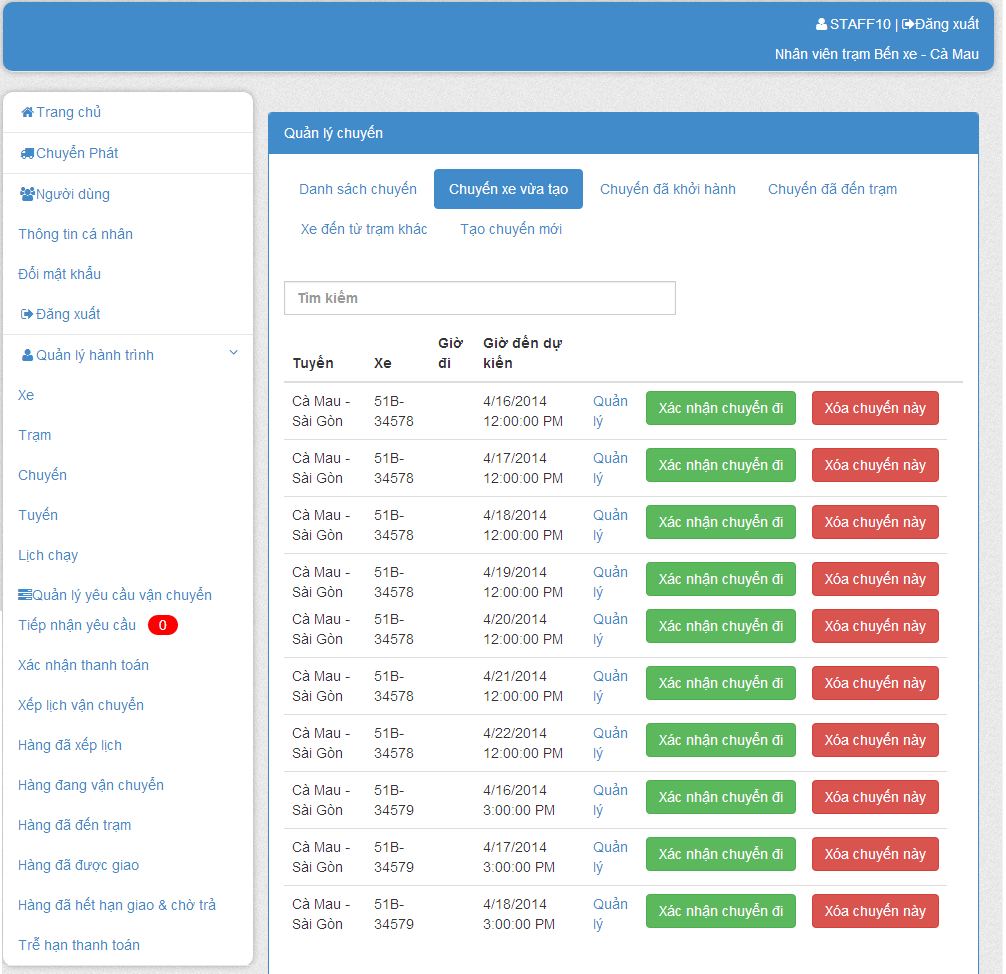 STAFF10 | Đăng xuất
Nhân viên trạm Bến xe - Cà Mau
Trang chủ
Chuyển Phát
Người dùng
Thông tin cá nhân
Đổi mật khẩu
Đăng xuất
Quản lý hành trình
Xe
Trạm
Chuyến
Tuyến
Lịch chạy
Quản lý yêu cầu vận chuyển
Tiếp nhận yêu cầu 0
Xác nhận thanh toán
Xếp lịch vận chuyển
Hàng đã xếp lịch
Hàng đang vận chuyển
Hàng đã đến trạm
Hàng đã được giao
Hàng đã hết hạn giao & chờ trả
Trễ hạn thanh toán
Quản lý chuyến
Danh sách chuyến Chuyến xe vừa tạo Chuyến đã khởi hành Chuyến đã đến trạm
Xe đến từ trạm khác Tạo chuyến mới
Tìm kiếm
Giờ Giờ đến dự
Tuyến Xe đi kiến
Cà Mau - 51B- 4/16/2014 Quản Xác nhận chuyển đi Xóa chuyến này
Sài Gòn 34578 12:00:00 PM lý
Cà Mau - 51B- 4/17/2014 Quản Xác nhận chuyển đi Xóa chuyến này
Sài Gòn 34578 12:00:00 PM lý
Cà Mau - 51B- 4/18/2014 Quản Xác nhận chuyển đi Xóa chuyến này
Sài Gòn 34578 12:00:00 PM lý
Cà Mau - 51B- 4/19/2014 Quản Xác nhận chuyển đi Xóa chuyến này
Sài Gòn 34578 12:00:00 PM lý
Cà Mau - 51B- 4/20/2014 Quản Xác nhận chuyển đi Xóa chuyến này
Sài Gòn 34578 12:00:00 PM lý
Cà Mau - 51B- 4/21/2014 Quản Xác nhận chuyển đi Xóa chuyến này
Sài Gòn 34578 12:00:00 PM lý
Cà Mau - 51B- 4/22/2014 Quản Xác nhận chuyển đi Xóa chuyến này
Sài Gòn 34578 12:00:00 PM lý
Cà Mau - 51B- 4/16/2014 Quản Xác nhận chuyển đi Xóa chuyến này
Sài Gòn 34579 3:00:00 PM lý
Cà Mau - 51B- 4/17/2014 Quản Xác nhận chuyển đi Xóa chuyến này
Sài Gòn 34579 3:00:00 PM lý
Cà Mau - 51B- 4/18/2014 Quản Xác nhận chuyển đi Xóa chuyến này
Sài Gòn 34579 3:00:00 PM lý